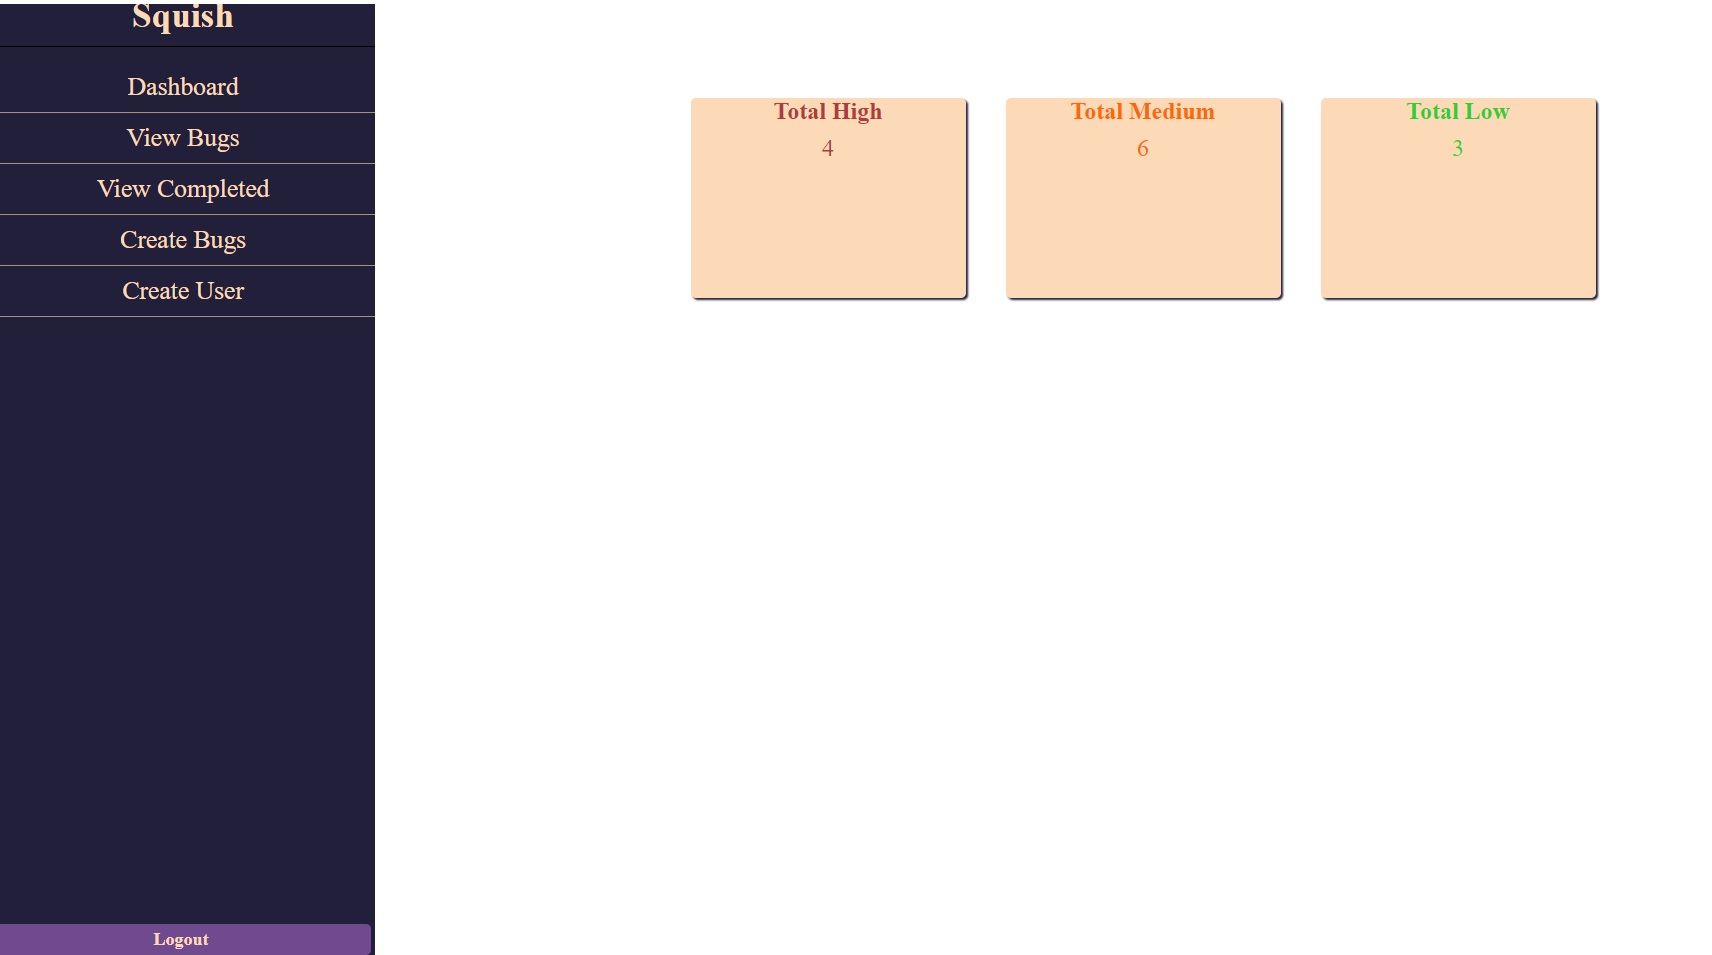 Squish
Dashboard
View Bugs
View Completed
Create Bugs
Create User
Logout
Total High
4
Total Medium
6
Total Low
3